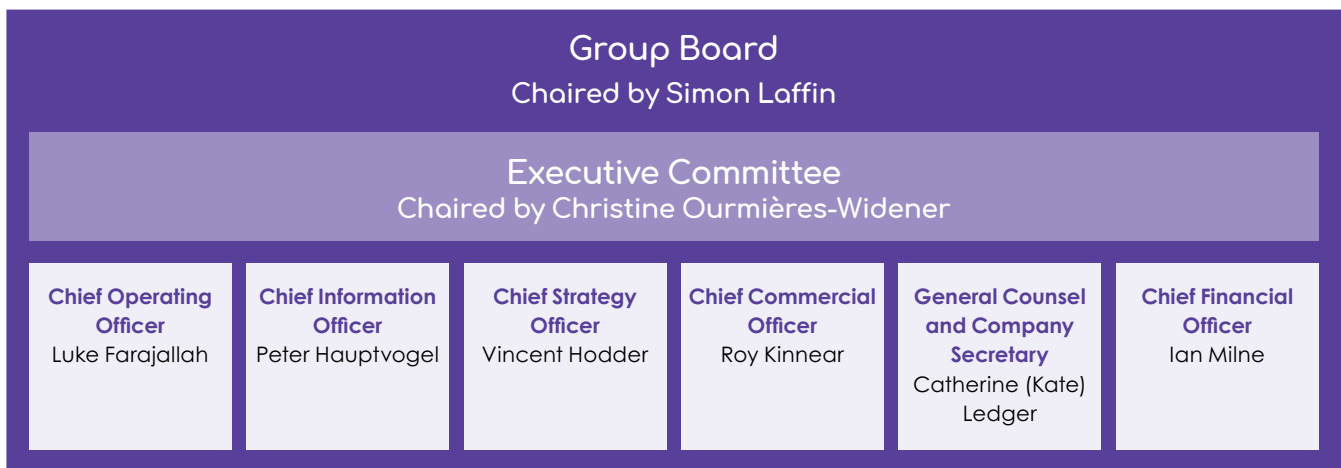 Group Board
Chaired by Simon Laffin
Executive Committee
Chaired by Christine Ourmières-Widener
Chief Operating
Officer
Luke Farajallah
Chief Information
Officer
Peter Hauptvogel
Chief Strategy
Officer
Vincent Hodder
Chief Commercial
Officer
Roy Kinnear
General Counsel
and Company
Secretary
Catherine (Kate)
Ledger
Chief Financial
Officer
Ian Milne